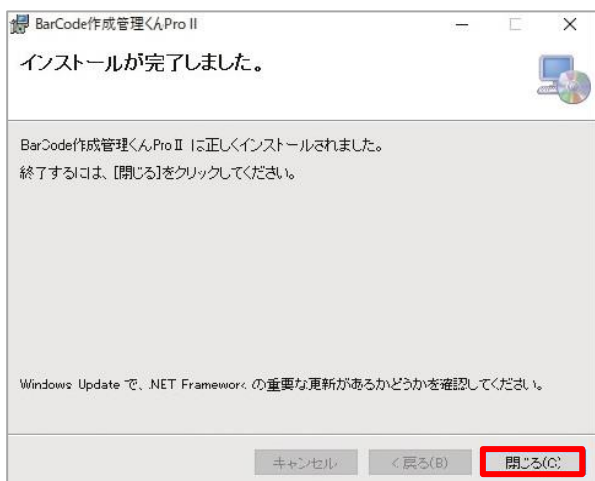 BarCode作成管理くんPro II
インストールが完了しました。
BarCode作成管理くんProⅡ は正しくインストールされました。
終了するには、[閉じる]をクリックしてください。
Windows Update で、.NET Framework の重要な更新があるかどうかを確認してください。
キャンセル
< 戻る(B)
閉じる(C)